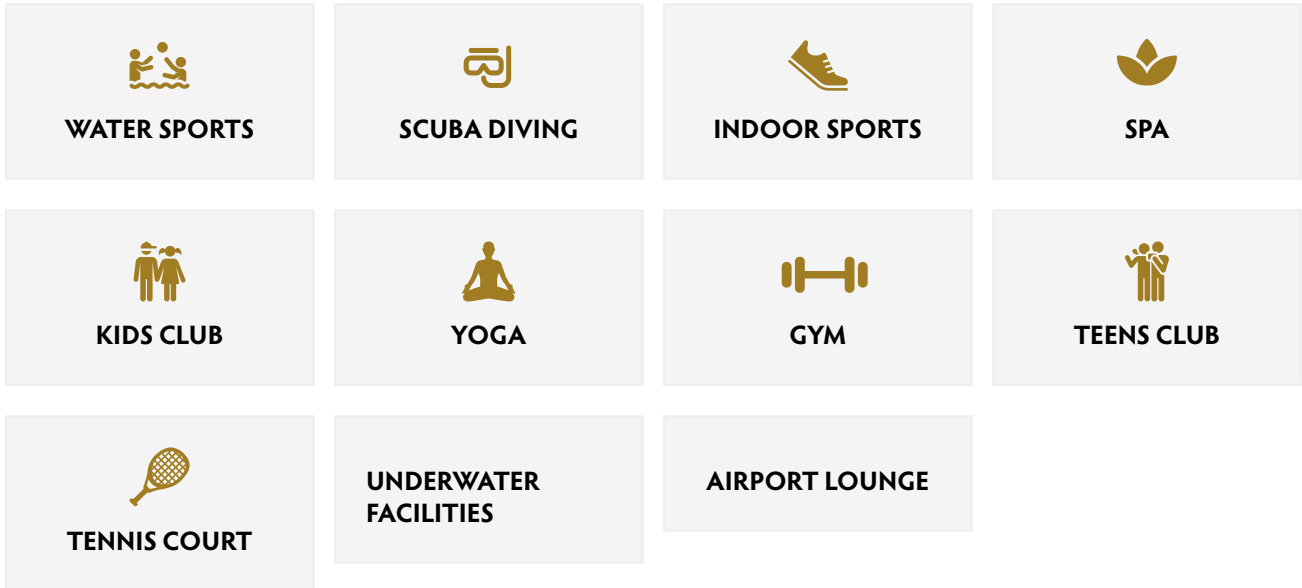 WATER SPORTS
SCUBA DIVING
INDOOR SPORTS
SPA
KIDS CLUB
YOGA
GYM
TEENS CLUB
TENNIS COURT
UNDERWATER
FACILITIES
AIRPORT LOUNGE